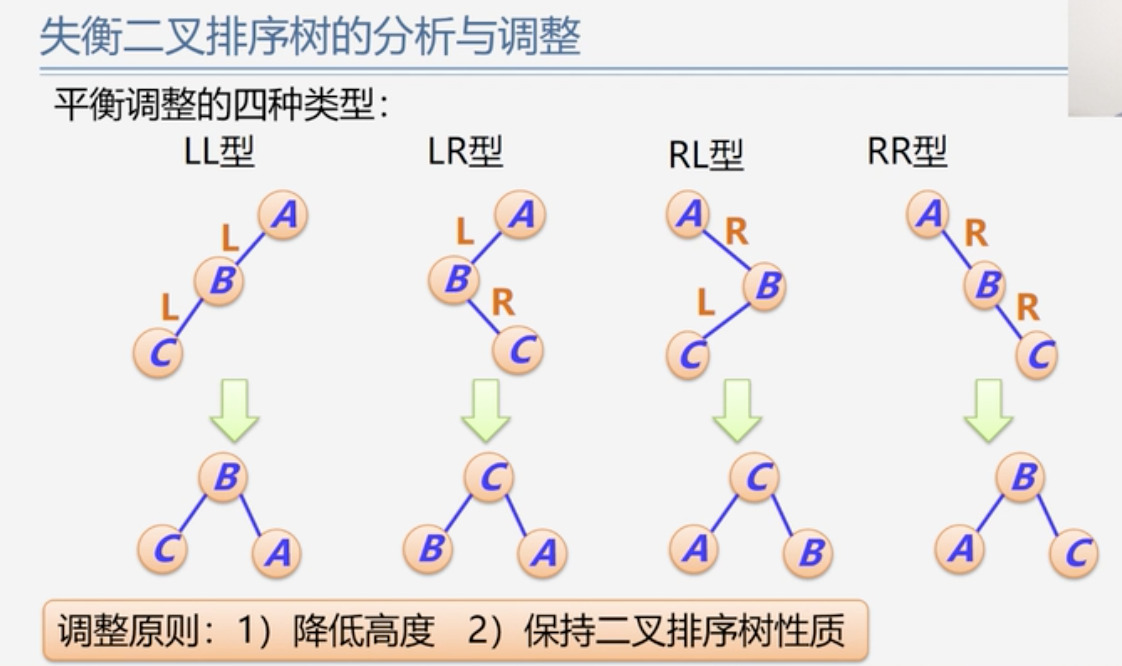 失衡二叉排序树的分析与调整
平衡调整的四种类型：
LL型 LR型 RL型 RR型
A A A A
L L R R
B B B B
L R L R
C C C C
B C C B
C A B A A B A C
调整原则：1）降低高度 2）保持二叉排序树性质